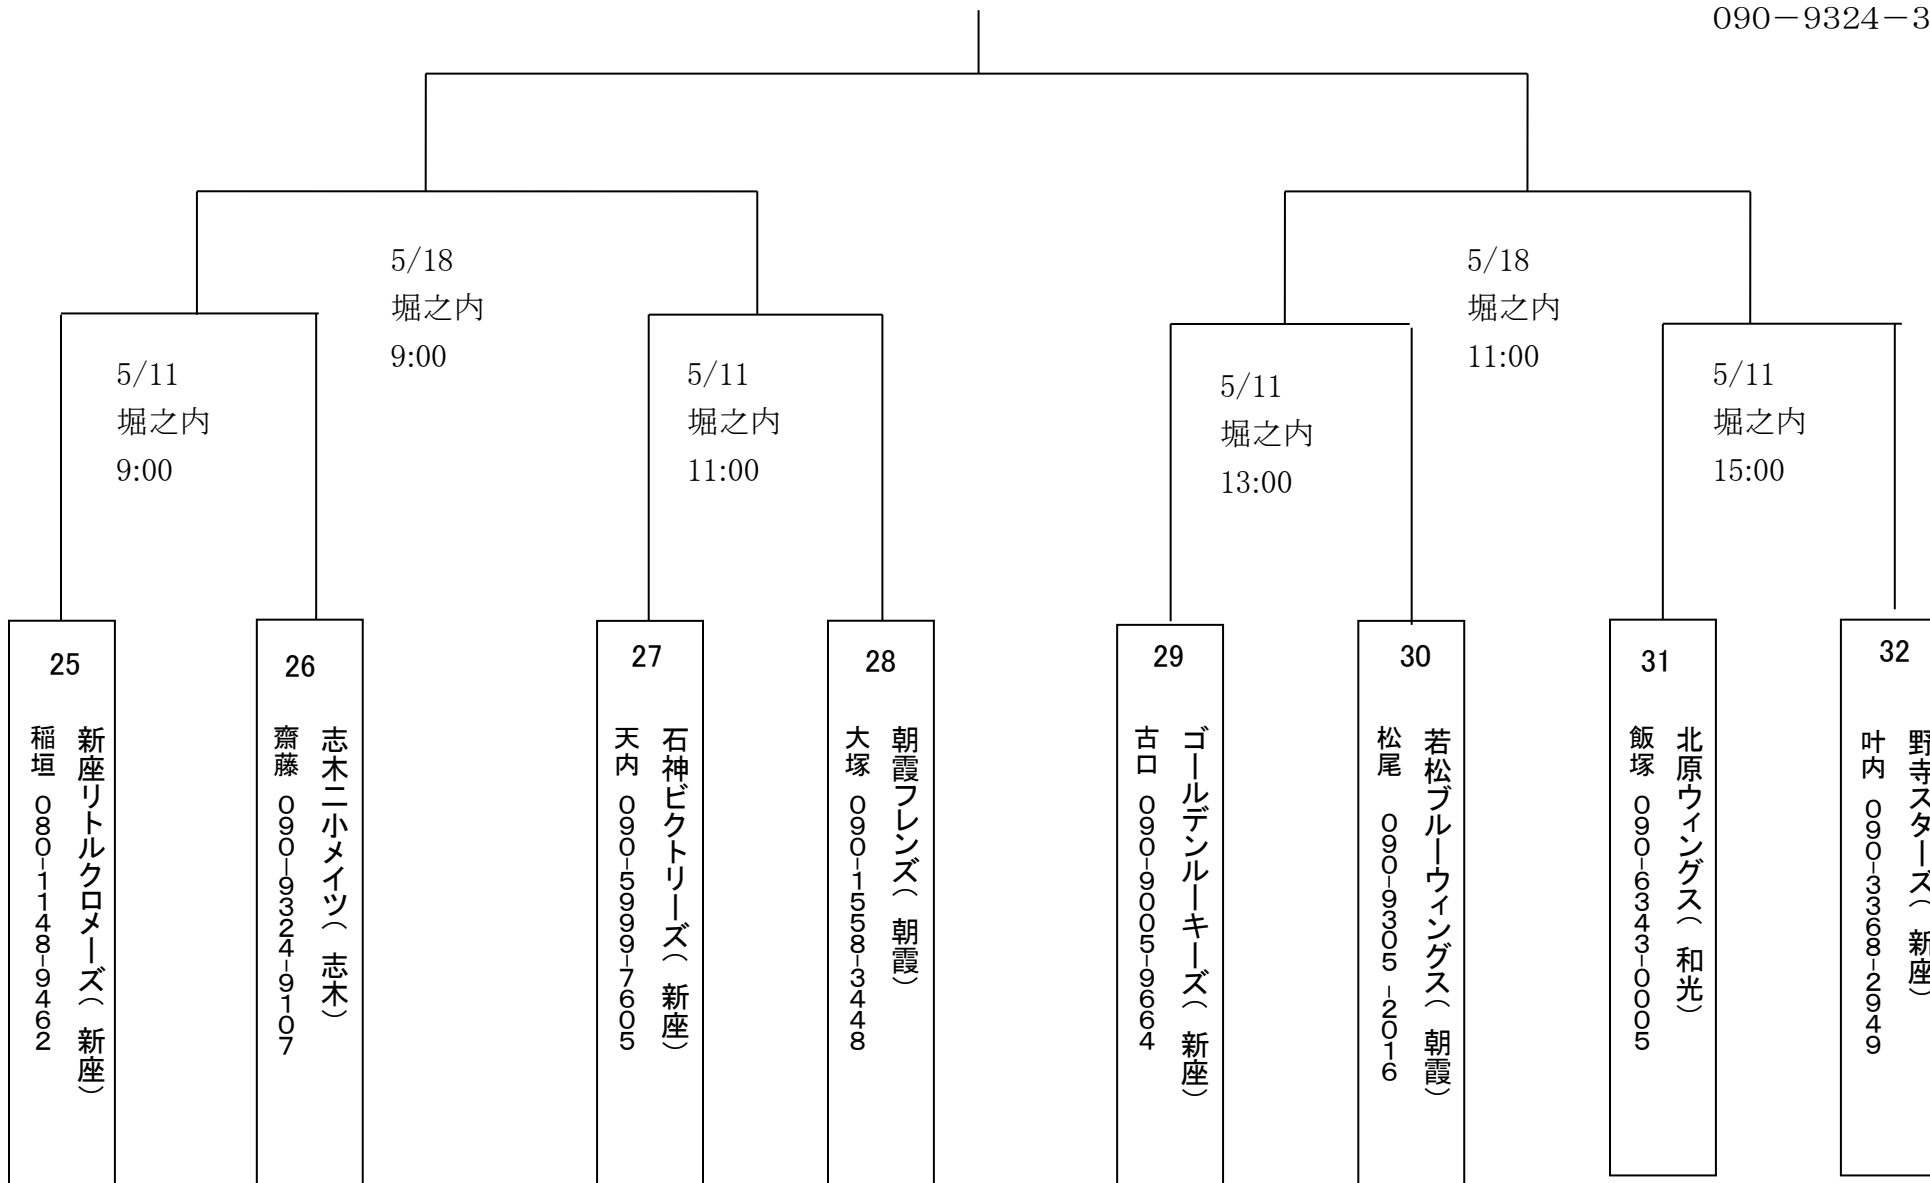 090－9324－3
5/18
堀之内
9:00
5/18
堀之内
11:00
5/11
堀之内
9:00
5/11
堀之内
11:00
5/11
堀之内
13:00
5/11
堀之内
15:00
25
新座リトルクロメーズ（新座）
稲垣 080-1148-9462
26
志木二小メイツ（志木）
齋藤 090-9324-9107
27
石神ビクトリーズ（新座）
天内 090-5999-7605
28
朝霞フレンズ（朝霞）
大塚 090-1558-3448
29
ゴールデンルーキーズ（新座）
古口 090-9005-9664
30
若松ブルーウィングス（朝霞）
松尾 090-9305-2016
31
北原ウィングス（和光）
飯塚 090-6343-0005
32
野寺スターズ（新座）
叶内 090-3368-2949